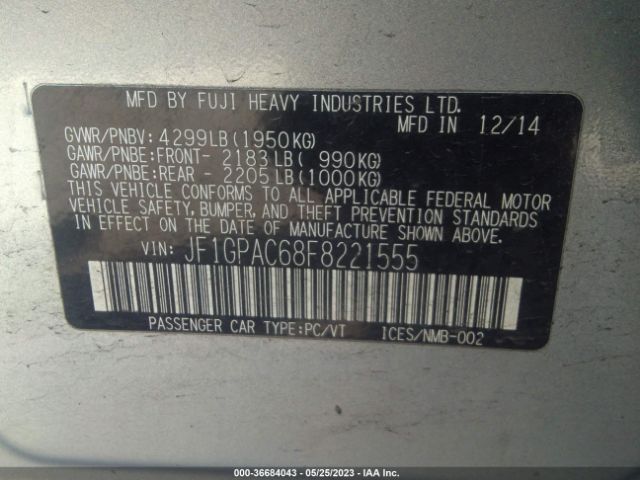 MFD BY FUJI HEAVY INDUSTRIES LTD.
MFD IN 12/14
GVWR/PNBV: 4299LB(1950KG)
GAWR/PNBE:FRONT- 2183LB( 990KG)
GAWR/PNBE:REAR - 2205LB(1000KG)
THIS VEHICLE CONFORMS TO ALL APPLICABLE FEDERAL MOTOR
VEHICLE SAFETY, BUMPER, AND THEFT PREVENTION STANDARDS
IN EFFECT ON THE DATE OF MANUFACTURE SHOWN ABOVE.
VIN: JF1GPAC68F8221555
PASSENGER CAR TYPE:PC/VT ICES/NMB-002
000-36684043 - 05/25/2023 - IAA Inc.